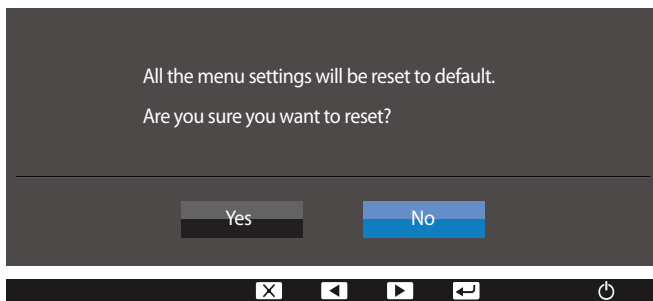 All the menu settings will be reset to default.
Are you sure you want to reset?
Yes No